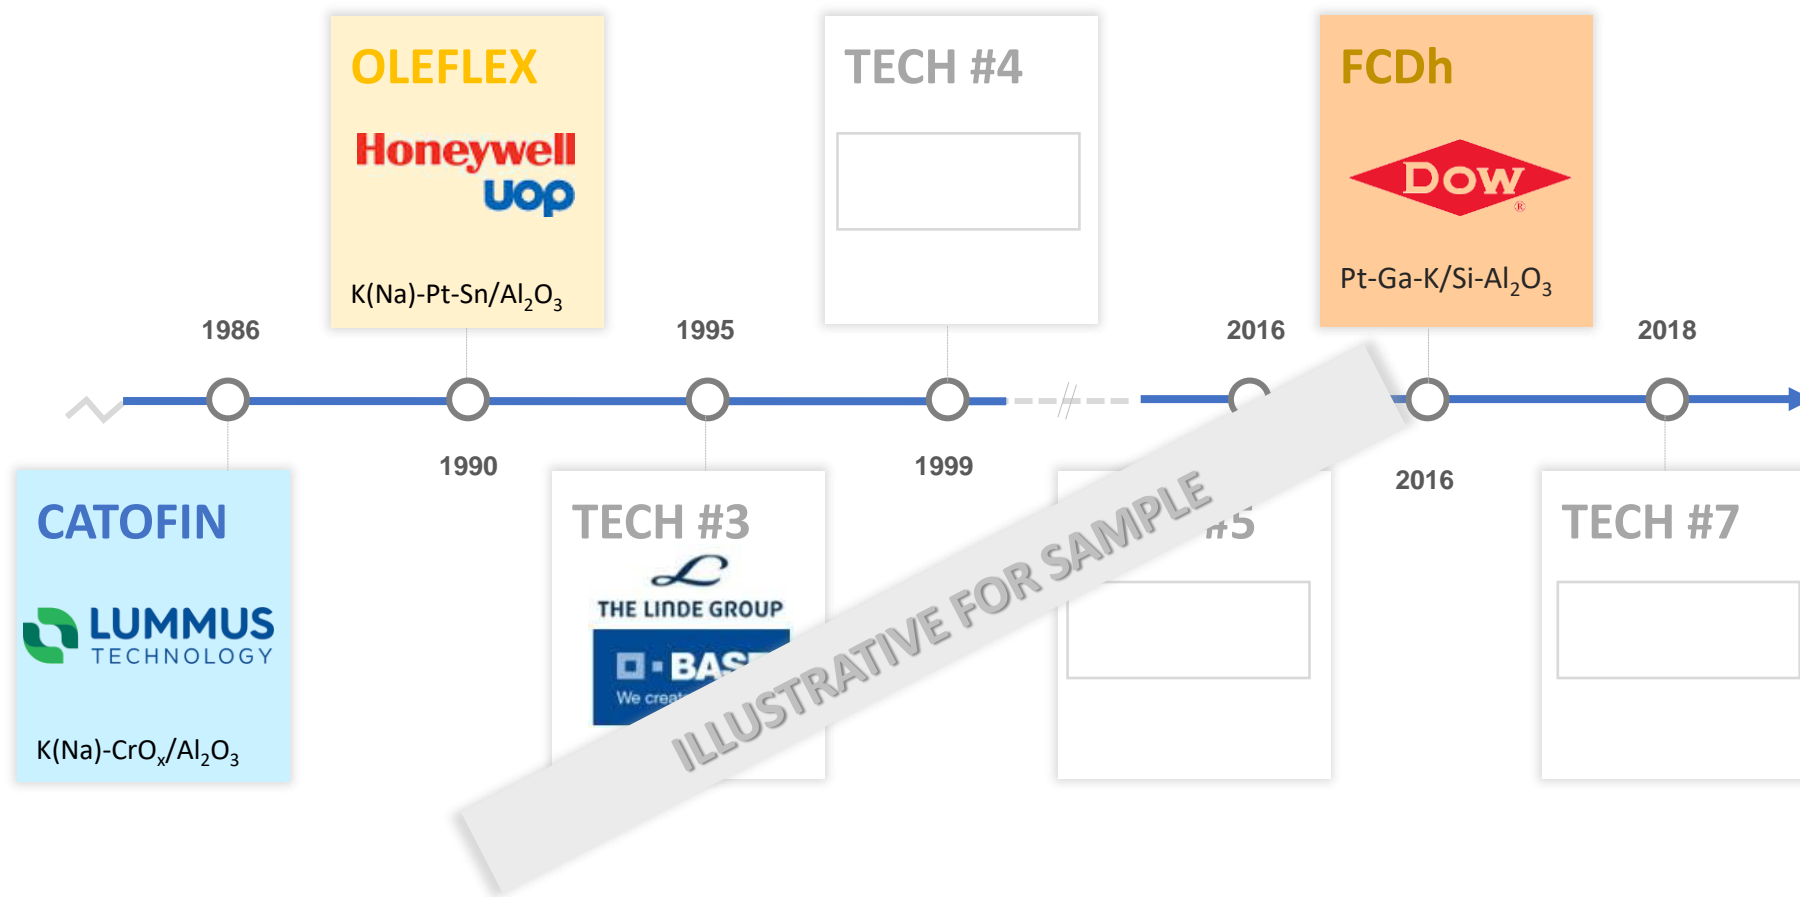 OLEFLEX
Honeywell
uop
K(Na)-Pt-Sn/Al₂O₃
TECH #4
FCDh
Dow
®
Pt-Ga-K/Si-Al₂O₃
1986
1995
2016
2018
1990
1999
2016
CATOFIN
LUMMUS
TECHNOLOGY
K(Na)-CrOₓ/Al₂O₃
TECH #3
THE LINDE GROUP
We
#5
TECH #7
ILLUSTRATIVE FOR SAMPLE